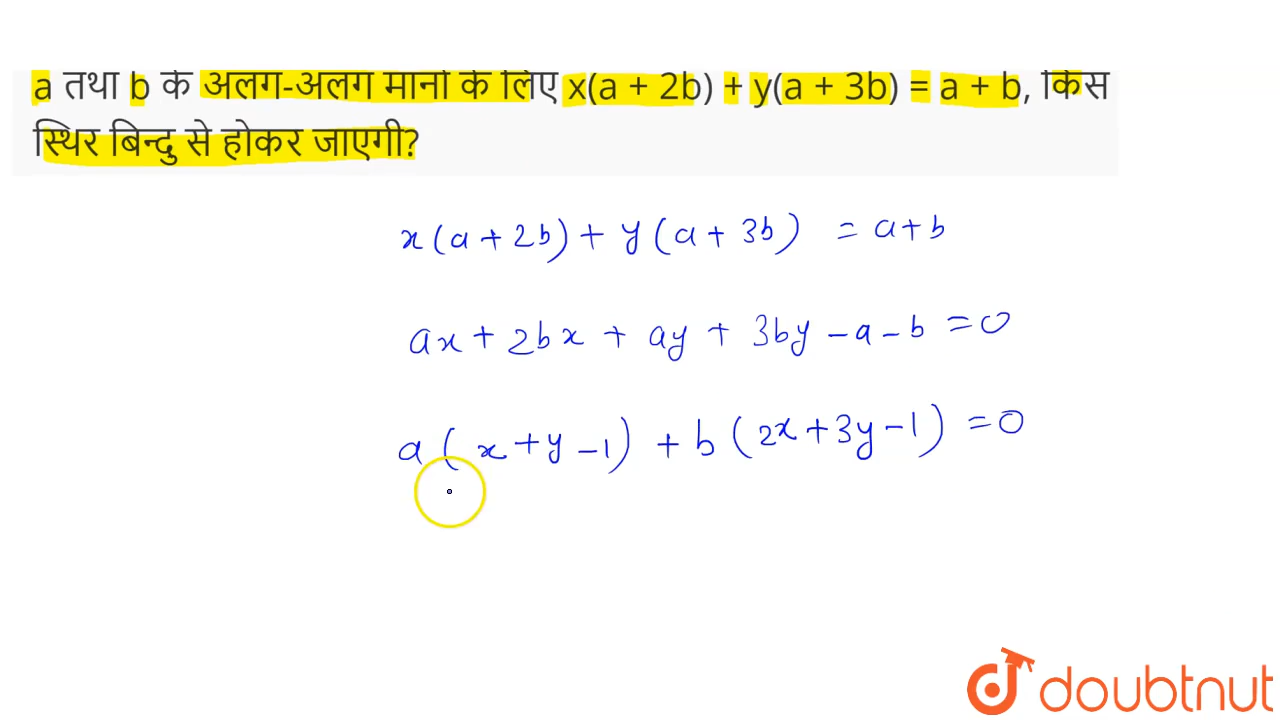 a तथा b के अलग-अलग मानों के लिए x(a + 2b) + y(a + 3b) = a + b, किस
स्थिर बिन्दु से होकर जाएगी?
x(a+2b)+y(a+3b) = a+b
ax+2bx+ay+3by-a-b=0
a(x+y-1)+b(2x+3y-1)=0
doubtnut